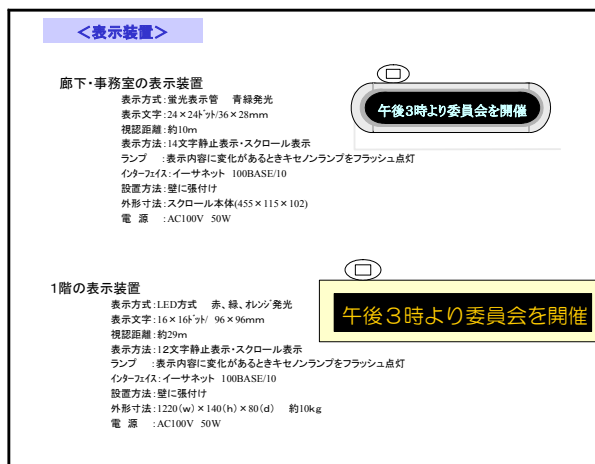 ＜表示装置＞
廊下・事務室の表示装置
表示方式：蛍光表示管　青緑発光
表示文字：24×24ﾄﾞｯﾄ/36×28mm
視認距離：約10m
表示方法：14文字静止表示・スクロール表示
ランプ　：表示内容に変化があるときキセノンランプをフラッシュ点灯
ｲﾝﾀｰﾌｪｲｽ：イーサネット 100BASE/10
設置方法：壁に張付け
外形寸法：スクロール本体(455×115×102)
電　源　：AC100V 50W
午後3時より委員会を開催
1階の表示装置
表示方式：LED方式　赤、緑、ｵﾚﾝｼﾞ発光
表示文字：16×16ﾄﾞｯﾄ/ 96×96mm
視認距離：約29m
表示方法：12文字静止表示・スクロール表示
ランプ　：表示内容に変化があるときキセノンランプをフラッシュ点灯
ｲﾝﾀｰﾌｪｲｽ：イーサネット 100BASE/10
設置方法：壁に張付け
外形寸法：1220(w)×140(h)×80(d)　約10kg
電　源　：AC100V 50W
午後３時より委員会を開催